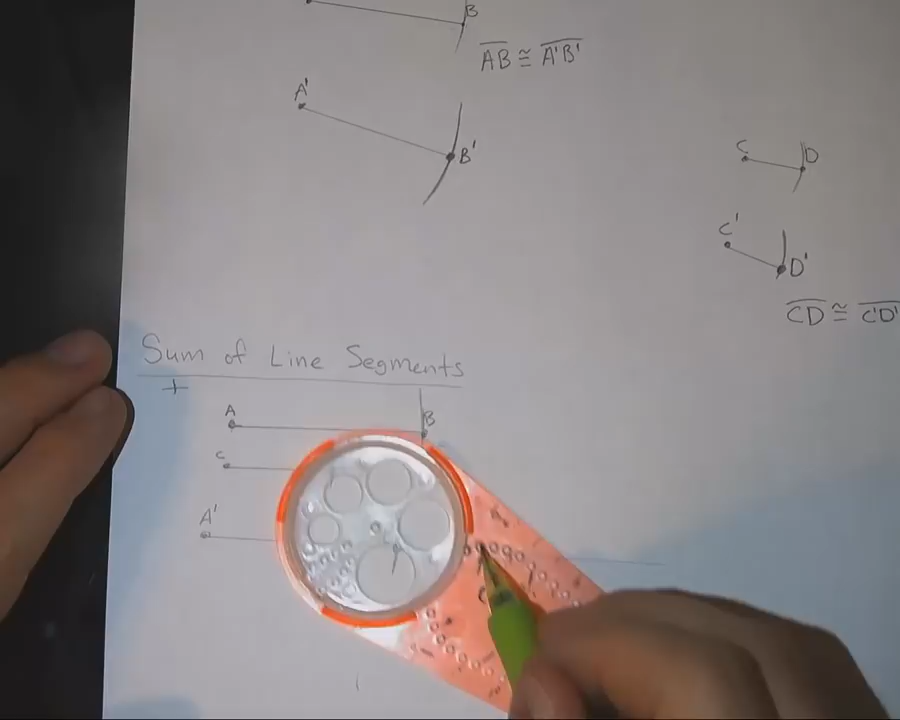 B
AB ≅ A'B'
A'
B'
C D
C'
D'
CD ≅ C'D'
Sum of Line Segments
+
A B
C
A'